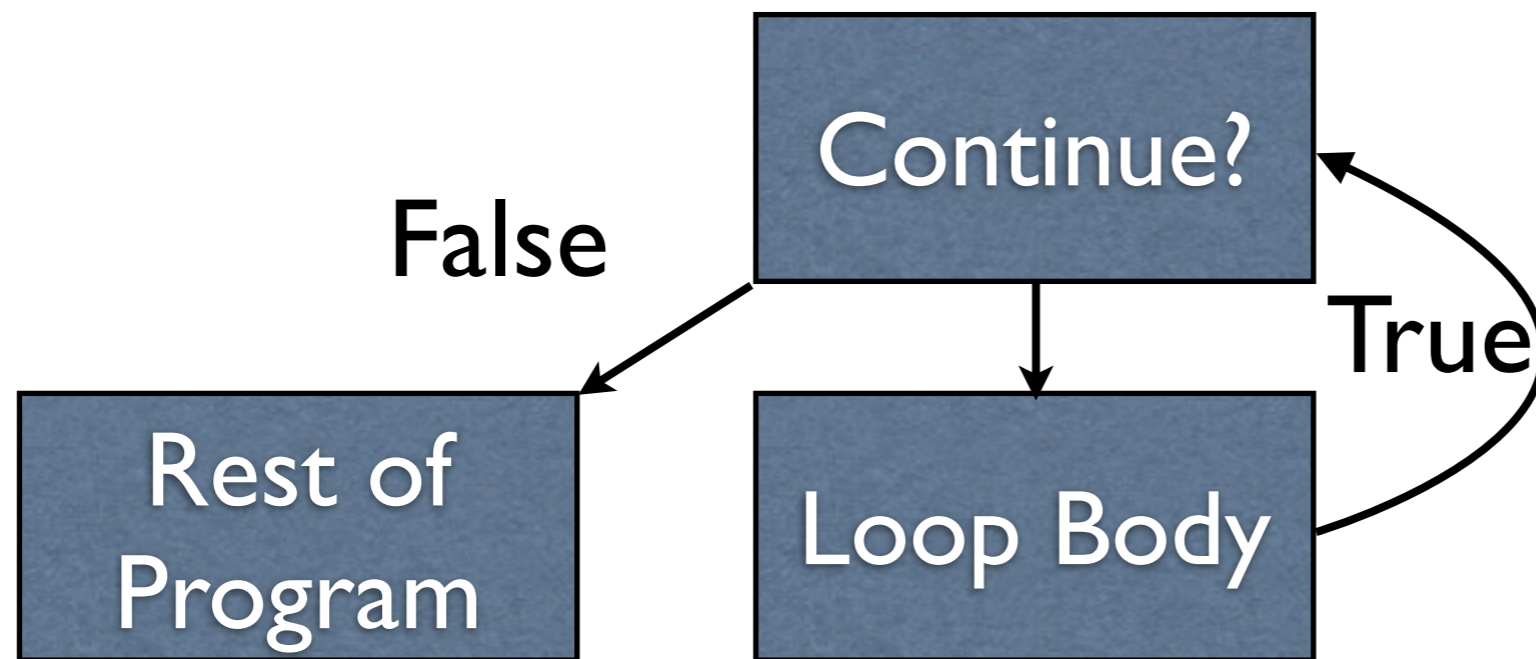 Continue?
False
True
Rest of
Program
Loop Body